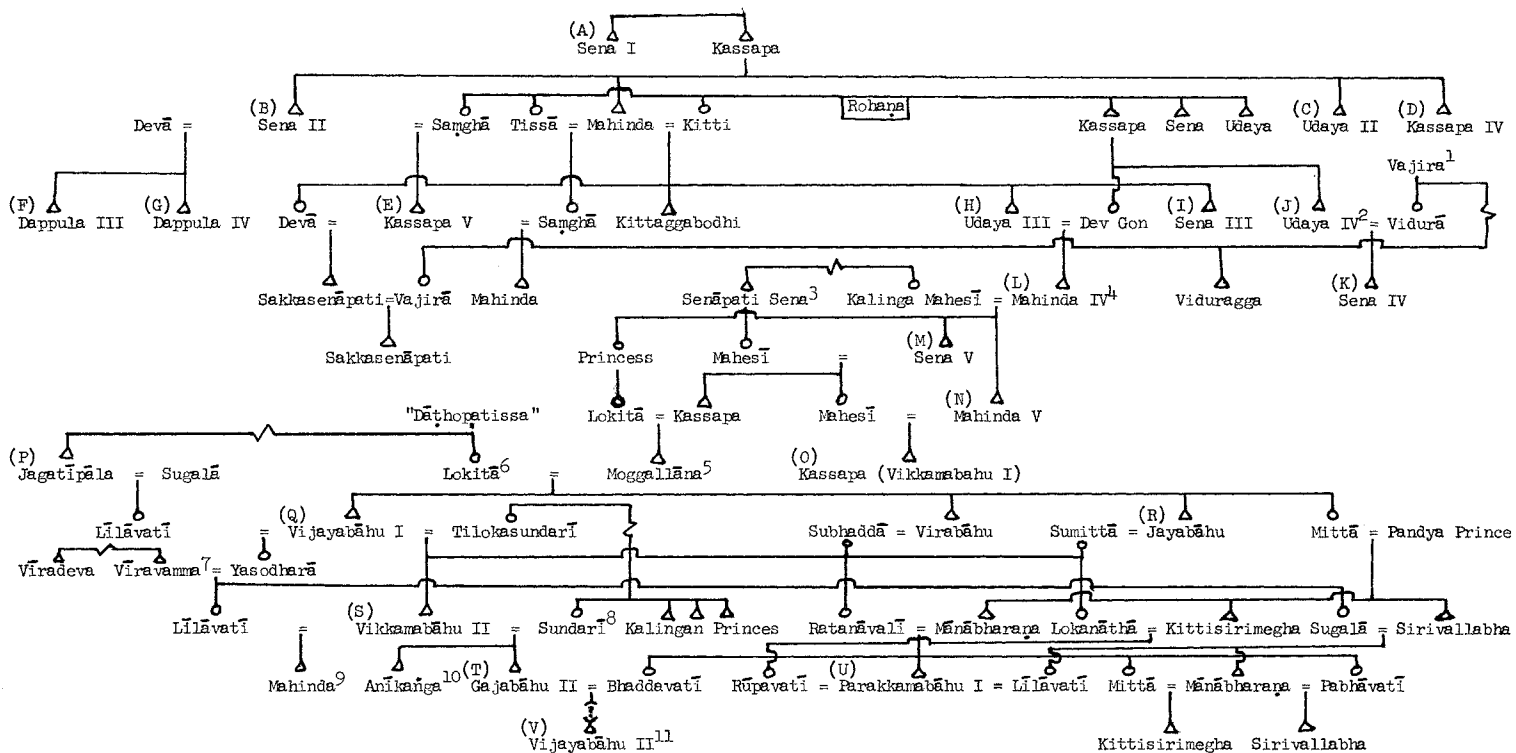 (A) Sena I Kassapa
(B) Sena II Saṃghā Tissā Mahinda = Kitti Rohaṇa Kassapa Sena Udaya (C) Udaya II (D) Kassapa IV
Devā = = =
Vajira¹
(F) Dappula III (G) Dappula IV Devā = (E) Kassapa V = Saṃghā Kittaggabodhi (H) Udaya III = Dev Gon (I) Sena III (J) Udaya IV² = Vidurā
Sakkasenāpati = Vajirā Mahinda Senāpati Sena³ Kalinga Mahesī = (L) Mahinda IV⁴ Viduragga (K) Sena IV
Sakkasenāpati Princess Mahesī = (M) Sena V
"Dāṭhopatissa" Lokitā = Kassapa Mahesī = (N) Mahinda V
(P) Jagatīpāla = Sugalā Lokitā⁶ = Moggallāna⁵ (O) Kassapa (Vikkamabahu I)
Līlāvatī = (Q) Vijayabāhu I = Tilokasundarī Subhaddā = Virabāhu Sumittā = (R) Jayabāhu Mittā = Pandya Prince
Vīradeva Vīravamma⁷ = Yasodharā
Līlāvatī = (S) Vikkamabāhu II = Sundarī⁸ Kalingan Princes Ratanāvalī = Mānābharaṇa Lokanāthā = Kittisirimegha Sugalā = Sirivallabha
Mahinda⁹ Anīkaṅga¹⁰ (T) Gajabāhu II = Bhaddavatī Rūpavatī = (U) Parakkamabāhu I = Līlāvatī Mittā = Mānābharaṇa = Pabhāvatī
(V) Vijayabāhu II¹¹ Kittisirimegha Sirivallabha